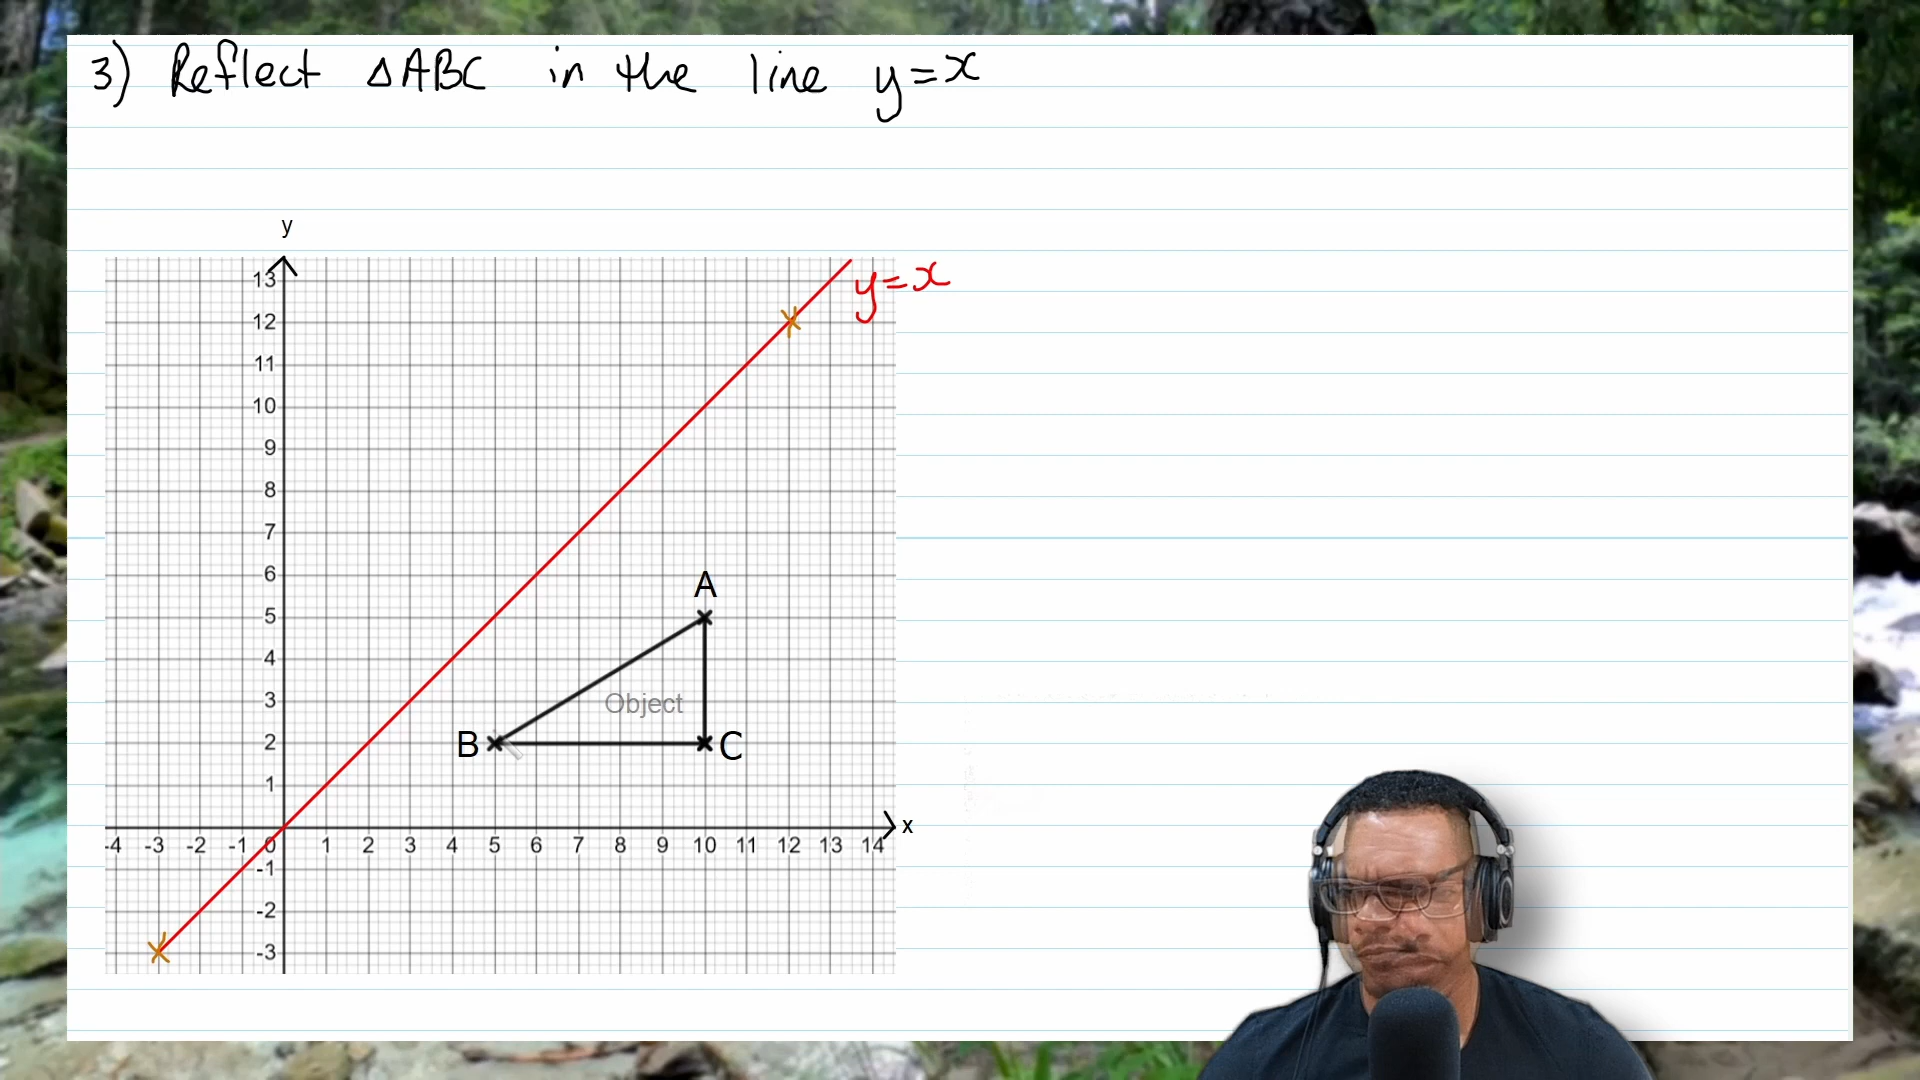 3) Reflect △ABC in the line y=x
y
y=x
13
12
11
10
9
8
7
6
5
4
3
2
1
A
Object
B
C
x
-4 -3 -2 -1 0 1 2 3 4 5 6 7 8 9 10 11 12 13 14
-1
-2
-3